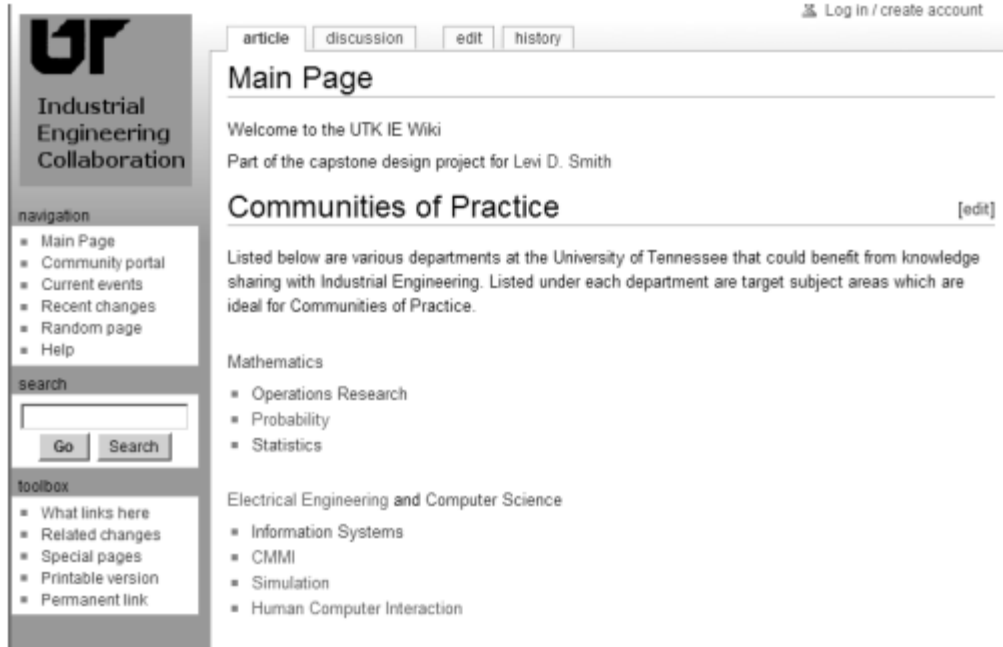 Log in / create account
UT
Industrial
Engineering
Collaboration
article discussion edit history
Main Page
Welcome to the UTK IE Wiki
Part of the capstone design project for Levi D. Smith
Communities of Practice [edit]
Listed below are various departments at the University of Tennessee that could benefit from knowledge
sharing with Industrial Engineering. Listed under each department are target subject areas which are
ideal for Communities of Practice.
Mathematics
Operations Research
Probability
Statistics
Electrical Engineering and Computer Science
Information Systems
CMMI
Simulation
Human Computer Interaction
navigation
Main Page
Community portal
Current events
Recent changes
Random page
Help
search
Go Search
toolbox
What links here
Related changes
Special pages
Printable version
Permanent link